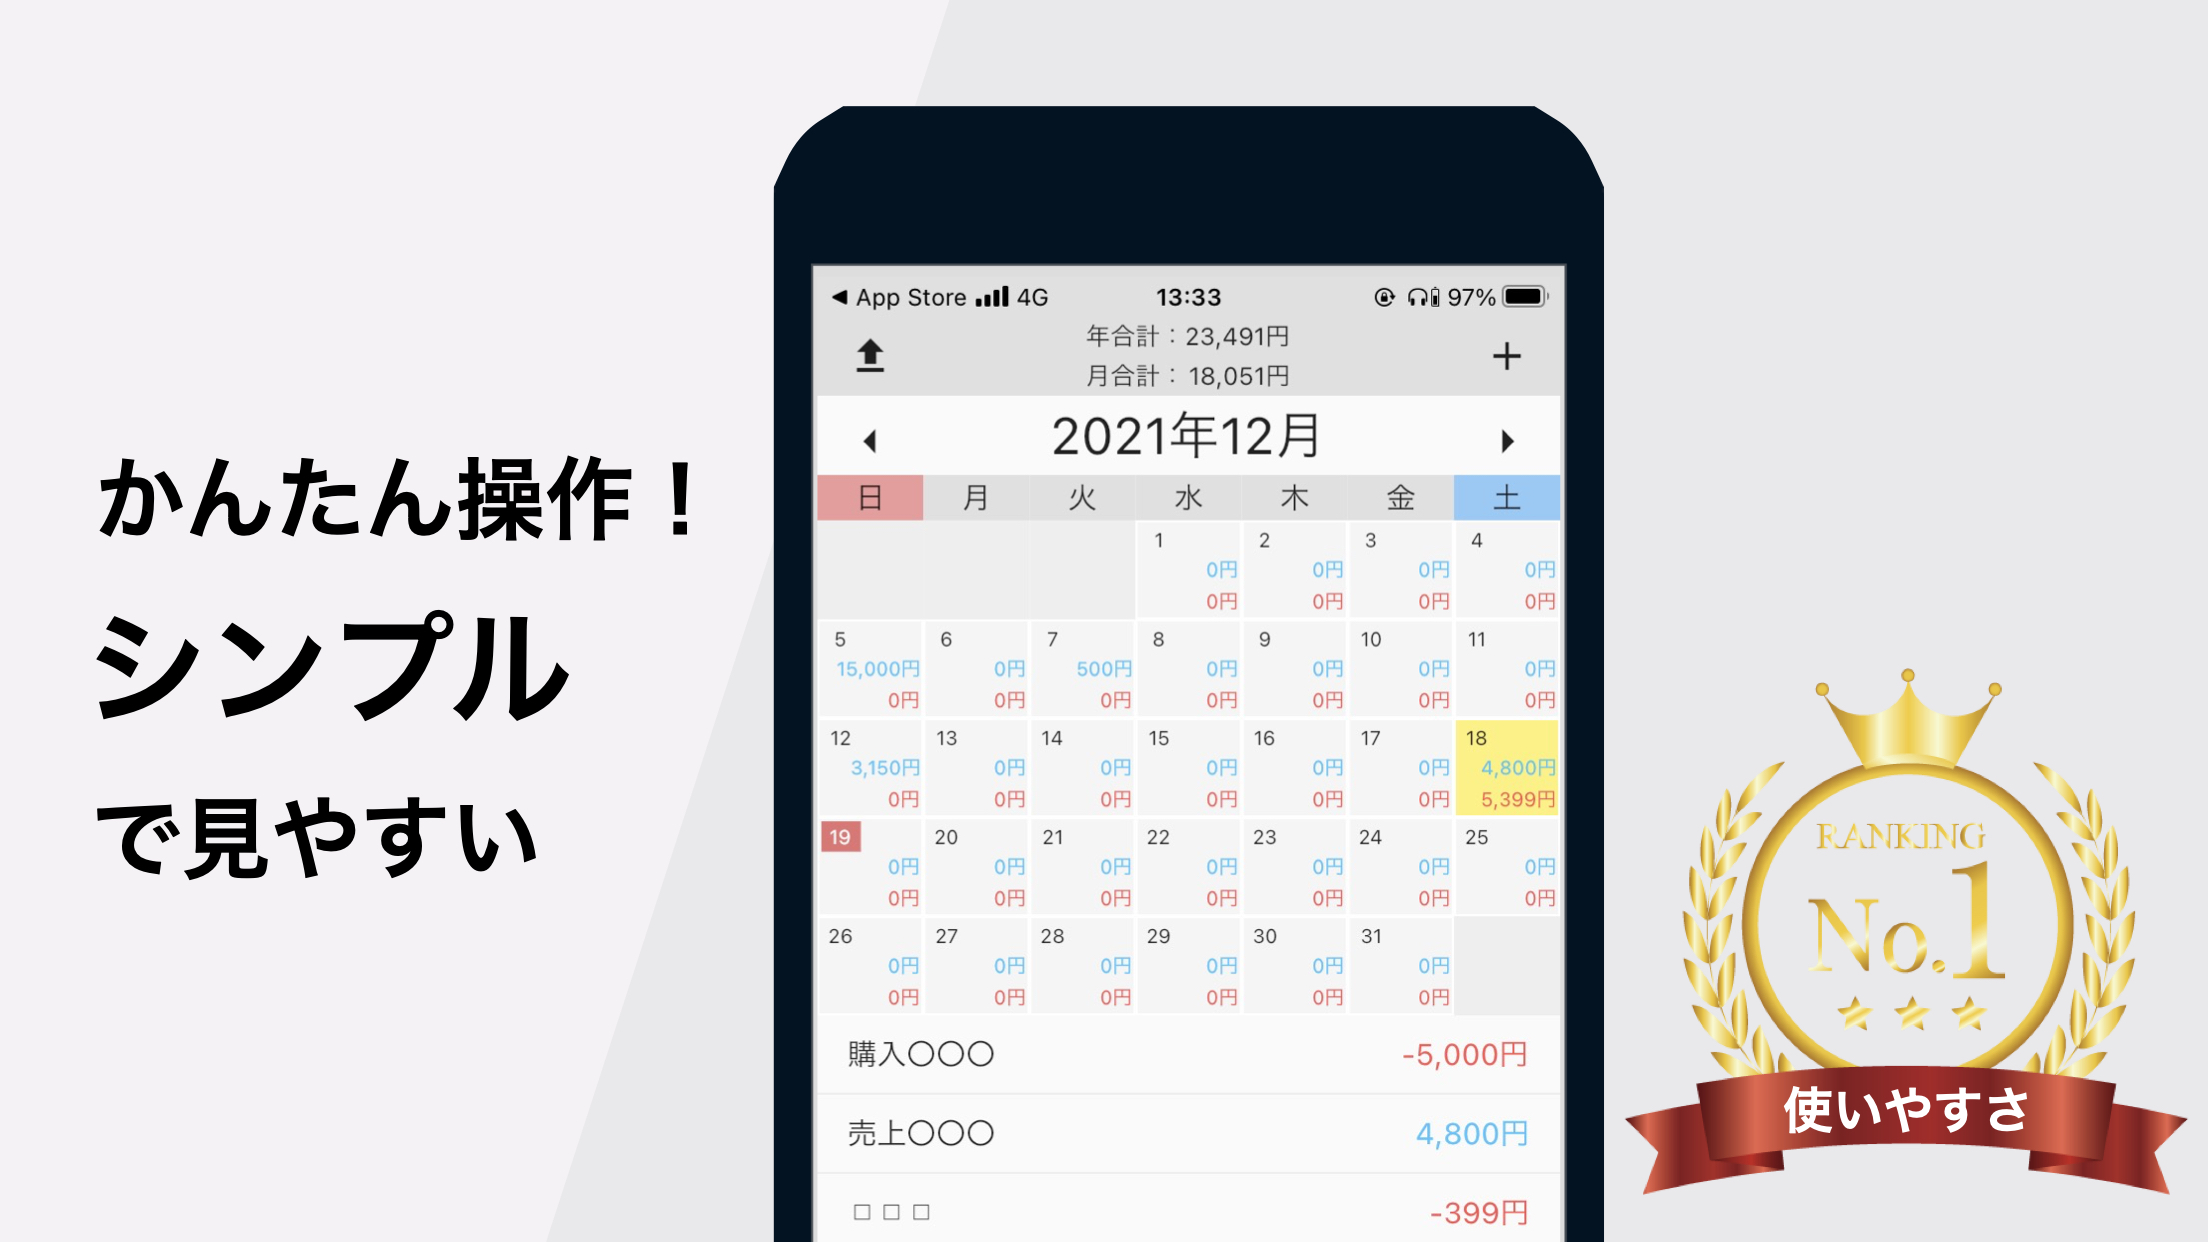 かんたん操作！
シンプル
で見やすい
App Store 4G 13:33 97%
年合計：23,491円
月合計：18,051円
2021年12月
日 月 火 水 木 金 土
1 2 3 4
0円 0円 0円 0円
0円 0円 0円 0円
5 6 7 8 9 10 11
15,000円 0円 500円 0円 0円 0円 0円
0円 0円 0円 0円 0円 0円 0円
12 13 14 15 16 17 18
3,150円 0円 0円 0円 0円 0円 4,800円
0円 0円 0円 0円 0円 0円 5,399円
19 20 21 22 23 24 25
0円 0円 0円 0円 0円 0円 0円
0円 0円 0円 0円 0円 0円 0円
26 27 28 29 30 31
0円 0円 0円 0円 0円 0円
0円 0円 0円 0円 0円 0円
購入〇〇〇 -5,000円
売上〇〇〇 4,800円
□ □ □ -399円
RANKING
No.1
使いやすさ